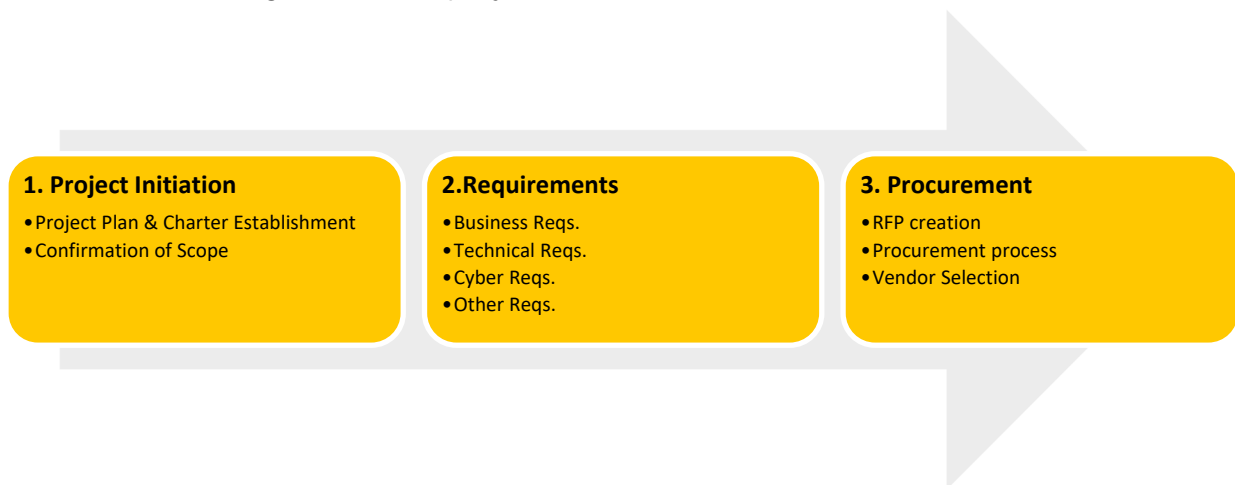 1. Project Initiation
•Project Plan & Charter Establishment
•Confirmation of Scope
2.Requirements
•Business Reqs.
•Technical Reqs.
•Cyber Reqs.
•Other Reqs.
3. Procurement
•RFP creation
•Procurement process
•Vendor Selection